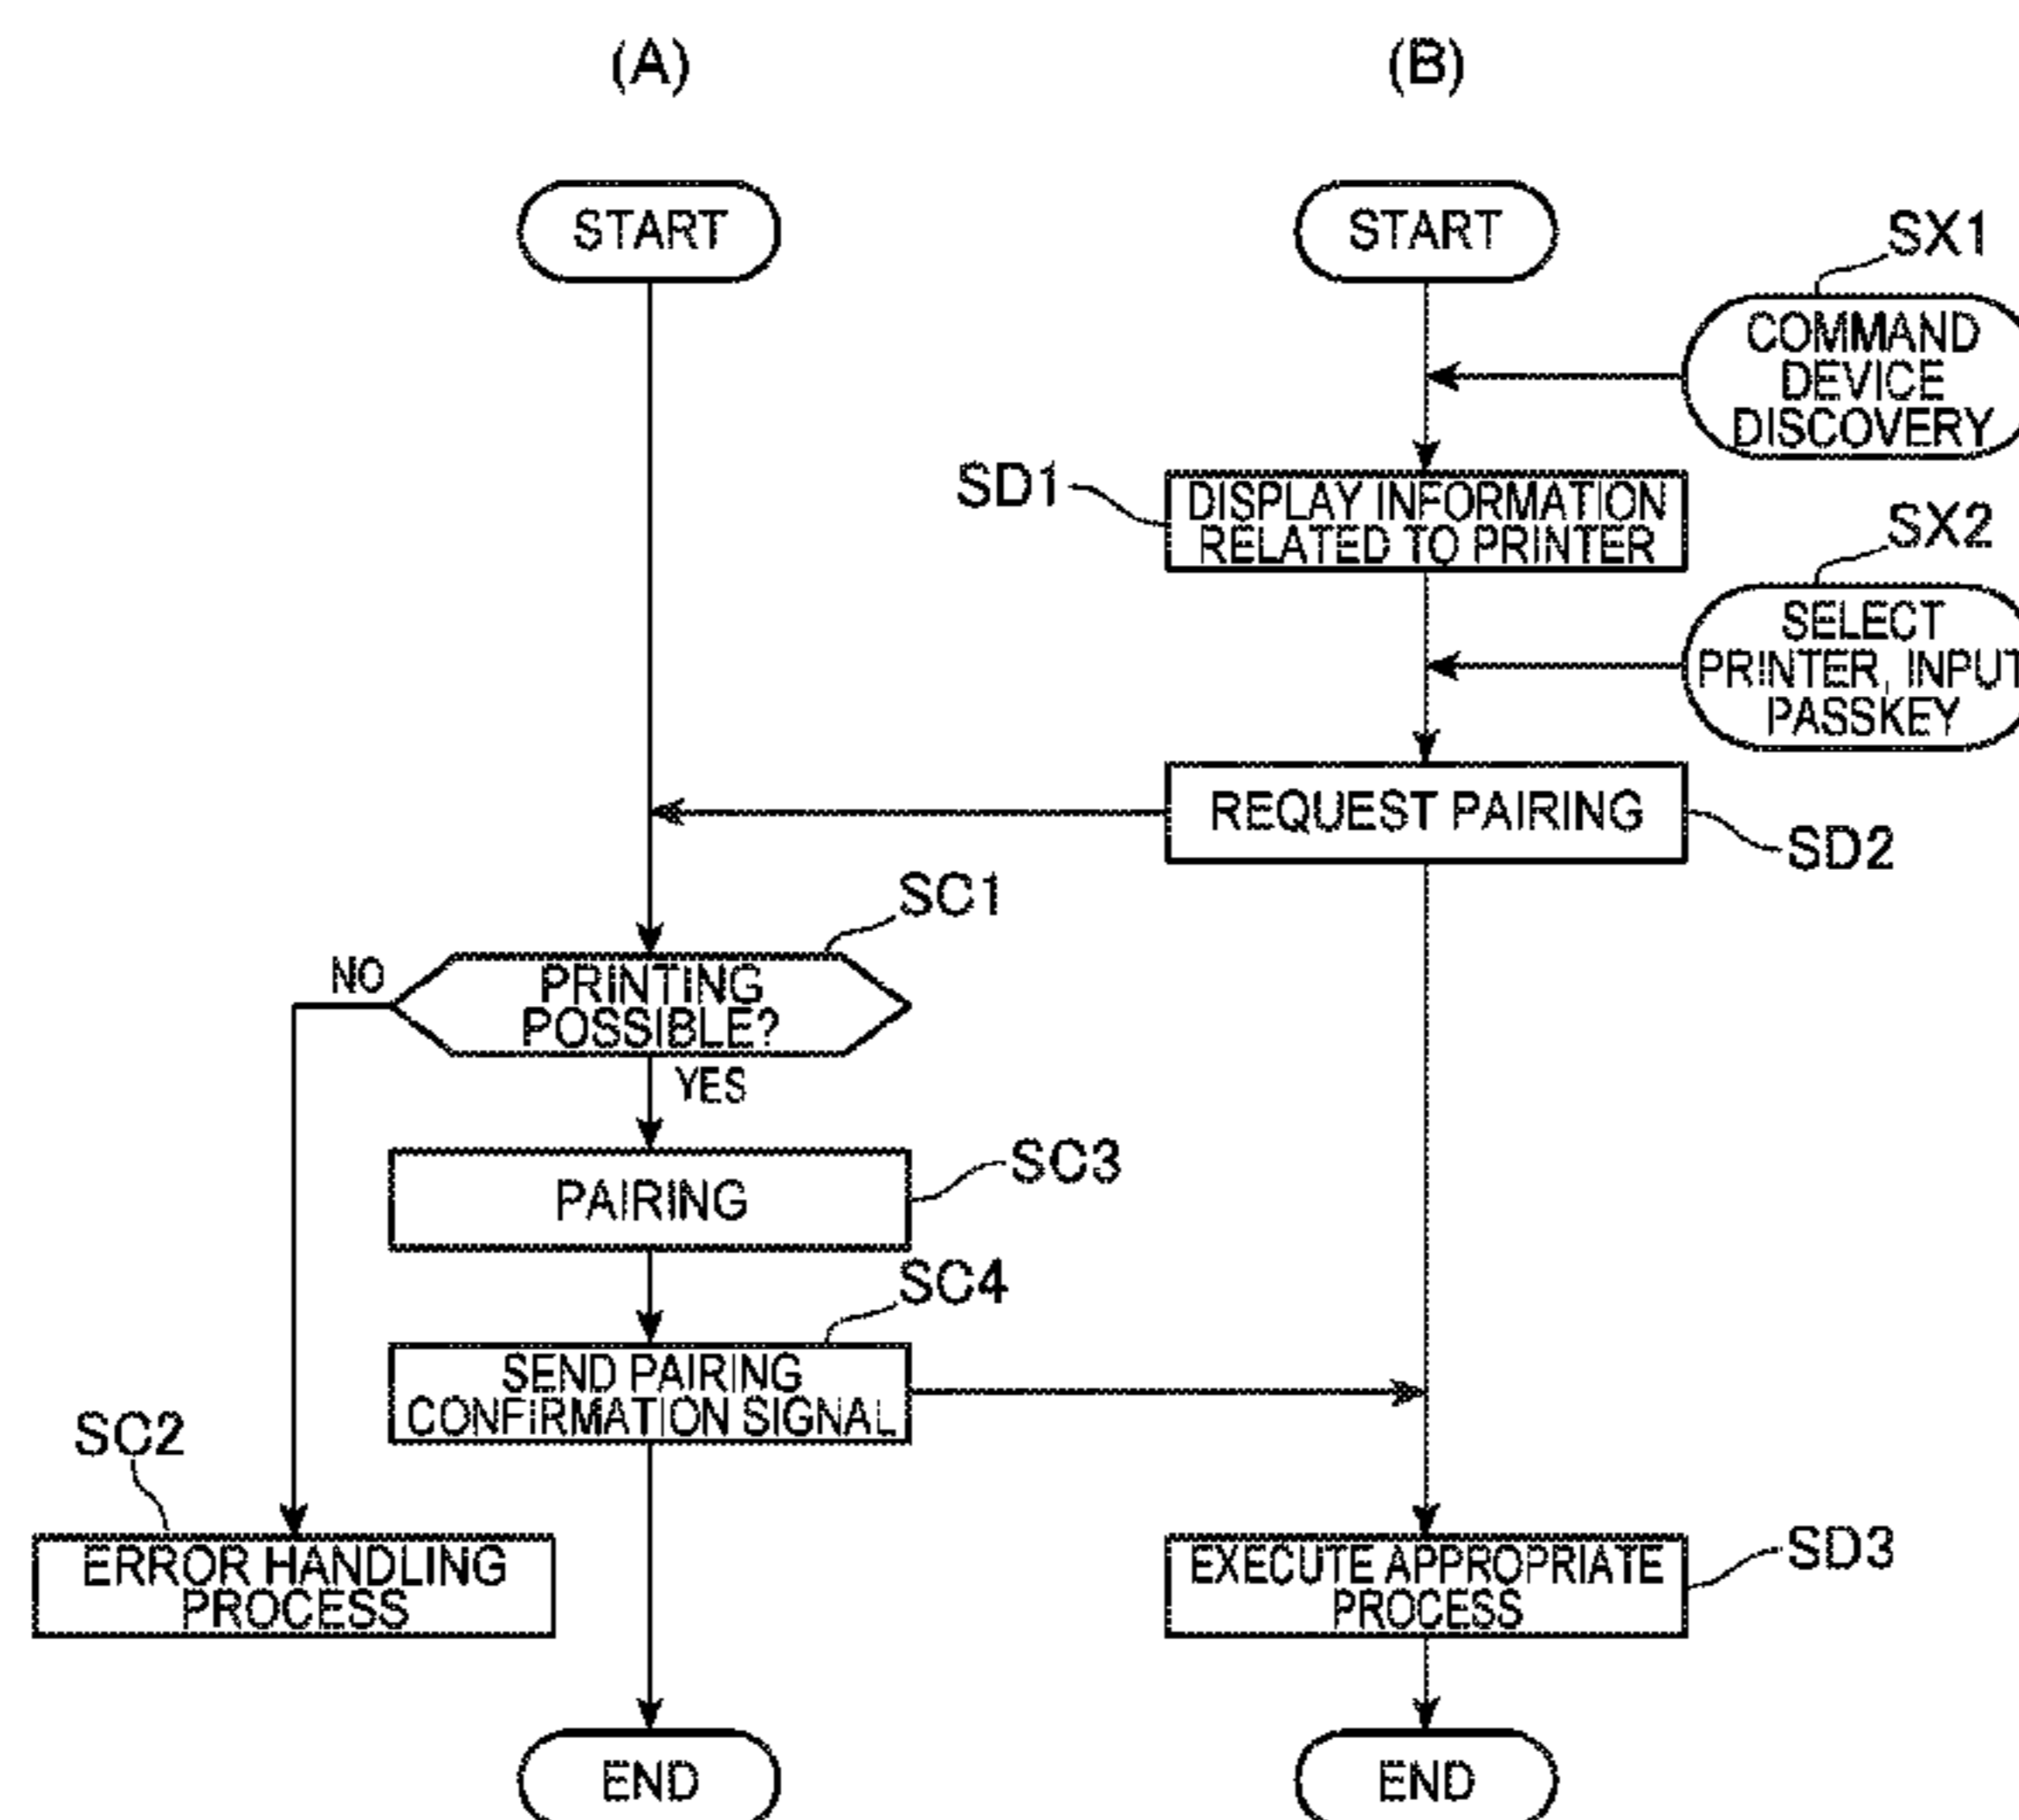 (A)
(B)
START
START
SX1
COMMAND
DEVICE
DISCOVERY
SD1
DISPLAY INFORMATION
RELATED TO PRINTER
SX2
SELECT
PRINTER, INPUT
PASSKEY
REQUEST PAIRING
SD2
SC1
NO
PRINTING
POSSIBLE?
YES
SC3
PAIRING
SC4
SEND PAIRING
CONFIRMATION SIGNAL
SC2
ERROR HANDLING
PROCESS
EXECUTE APPROPRIATE
PROCESS
SD3
END
END